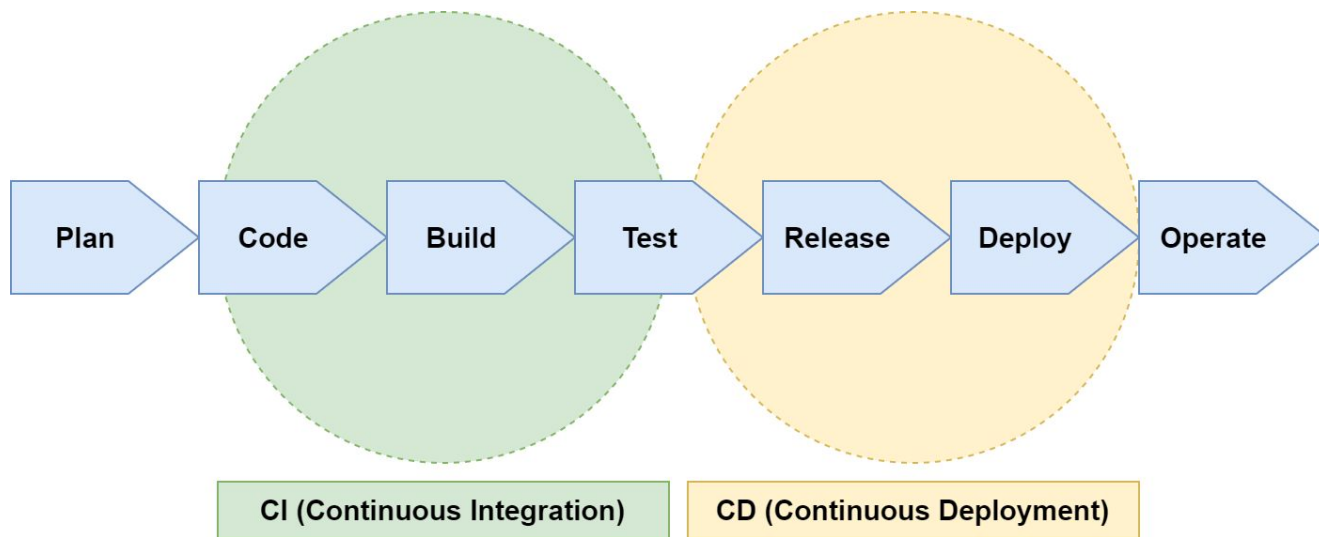 Plan
Code
Build
Test
Release
Deploy
Operate
CI (Continuous Integration)
CD (Continuous Deployment)